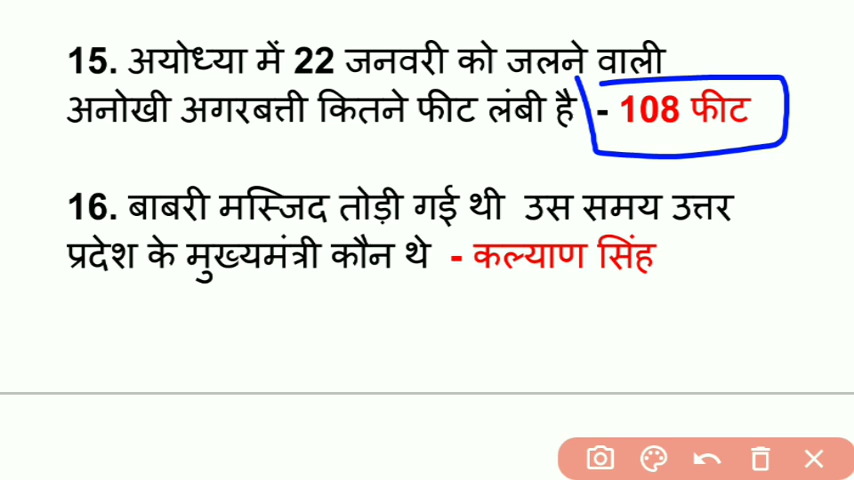 15. अयोध्या में 22 जनवरी को जलने वाली
अनोखी अगरबत्ती कितने फीट लंबी है - 108 फीट
16. बाबरी मस्जिद तोड़ी गई थी उस समय उत्तर
प्रदेश के मुख्यमंत्री कौन थे - कल्याण सिंह